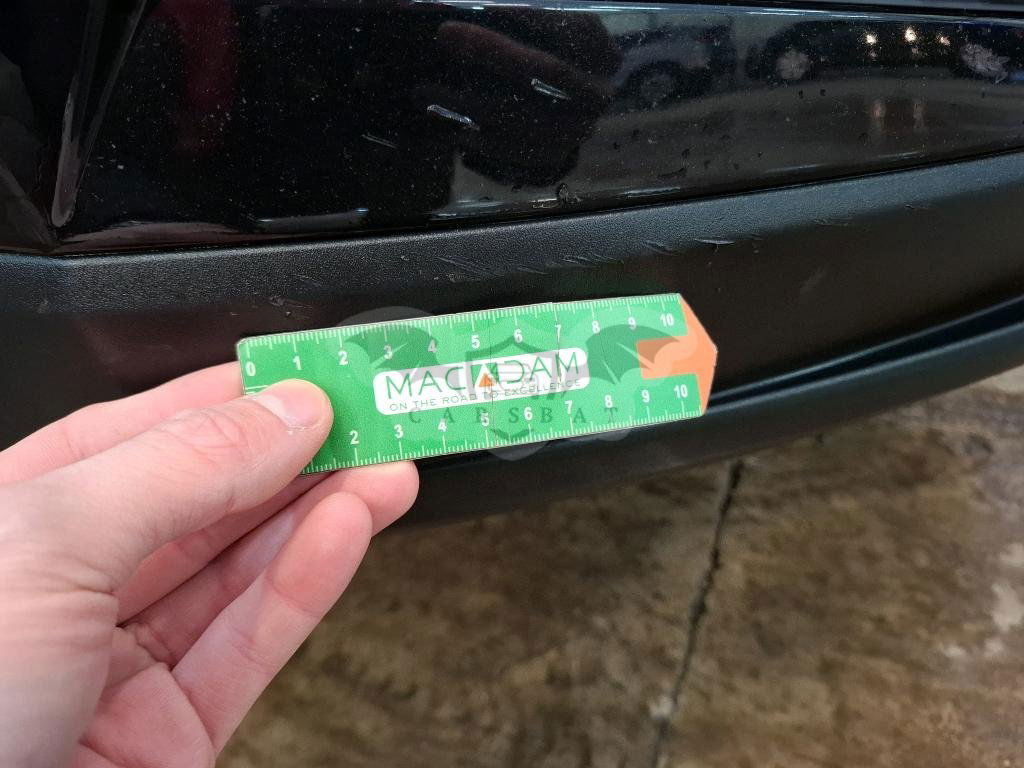 0 1 2 3 4 5 6 7 8 9 10
MACADAM
ON THE ROAD TO EXCELLENCE
CARSBAT
2 3 4 5 6 7 8 9 10